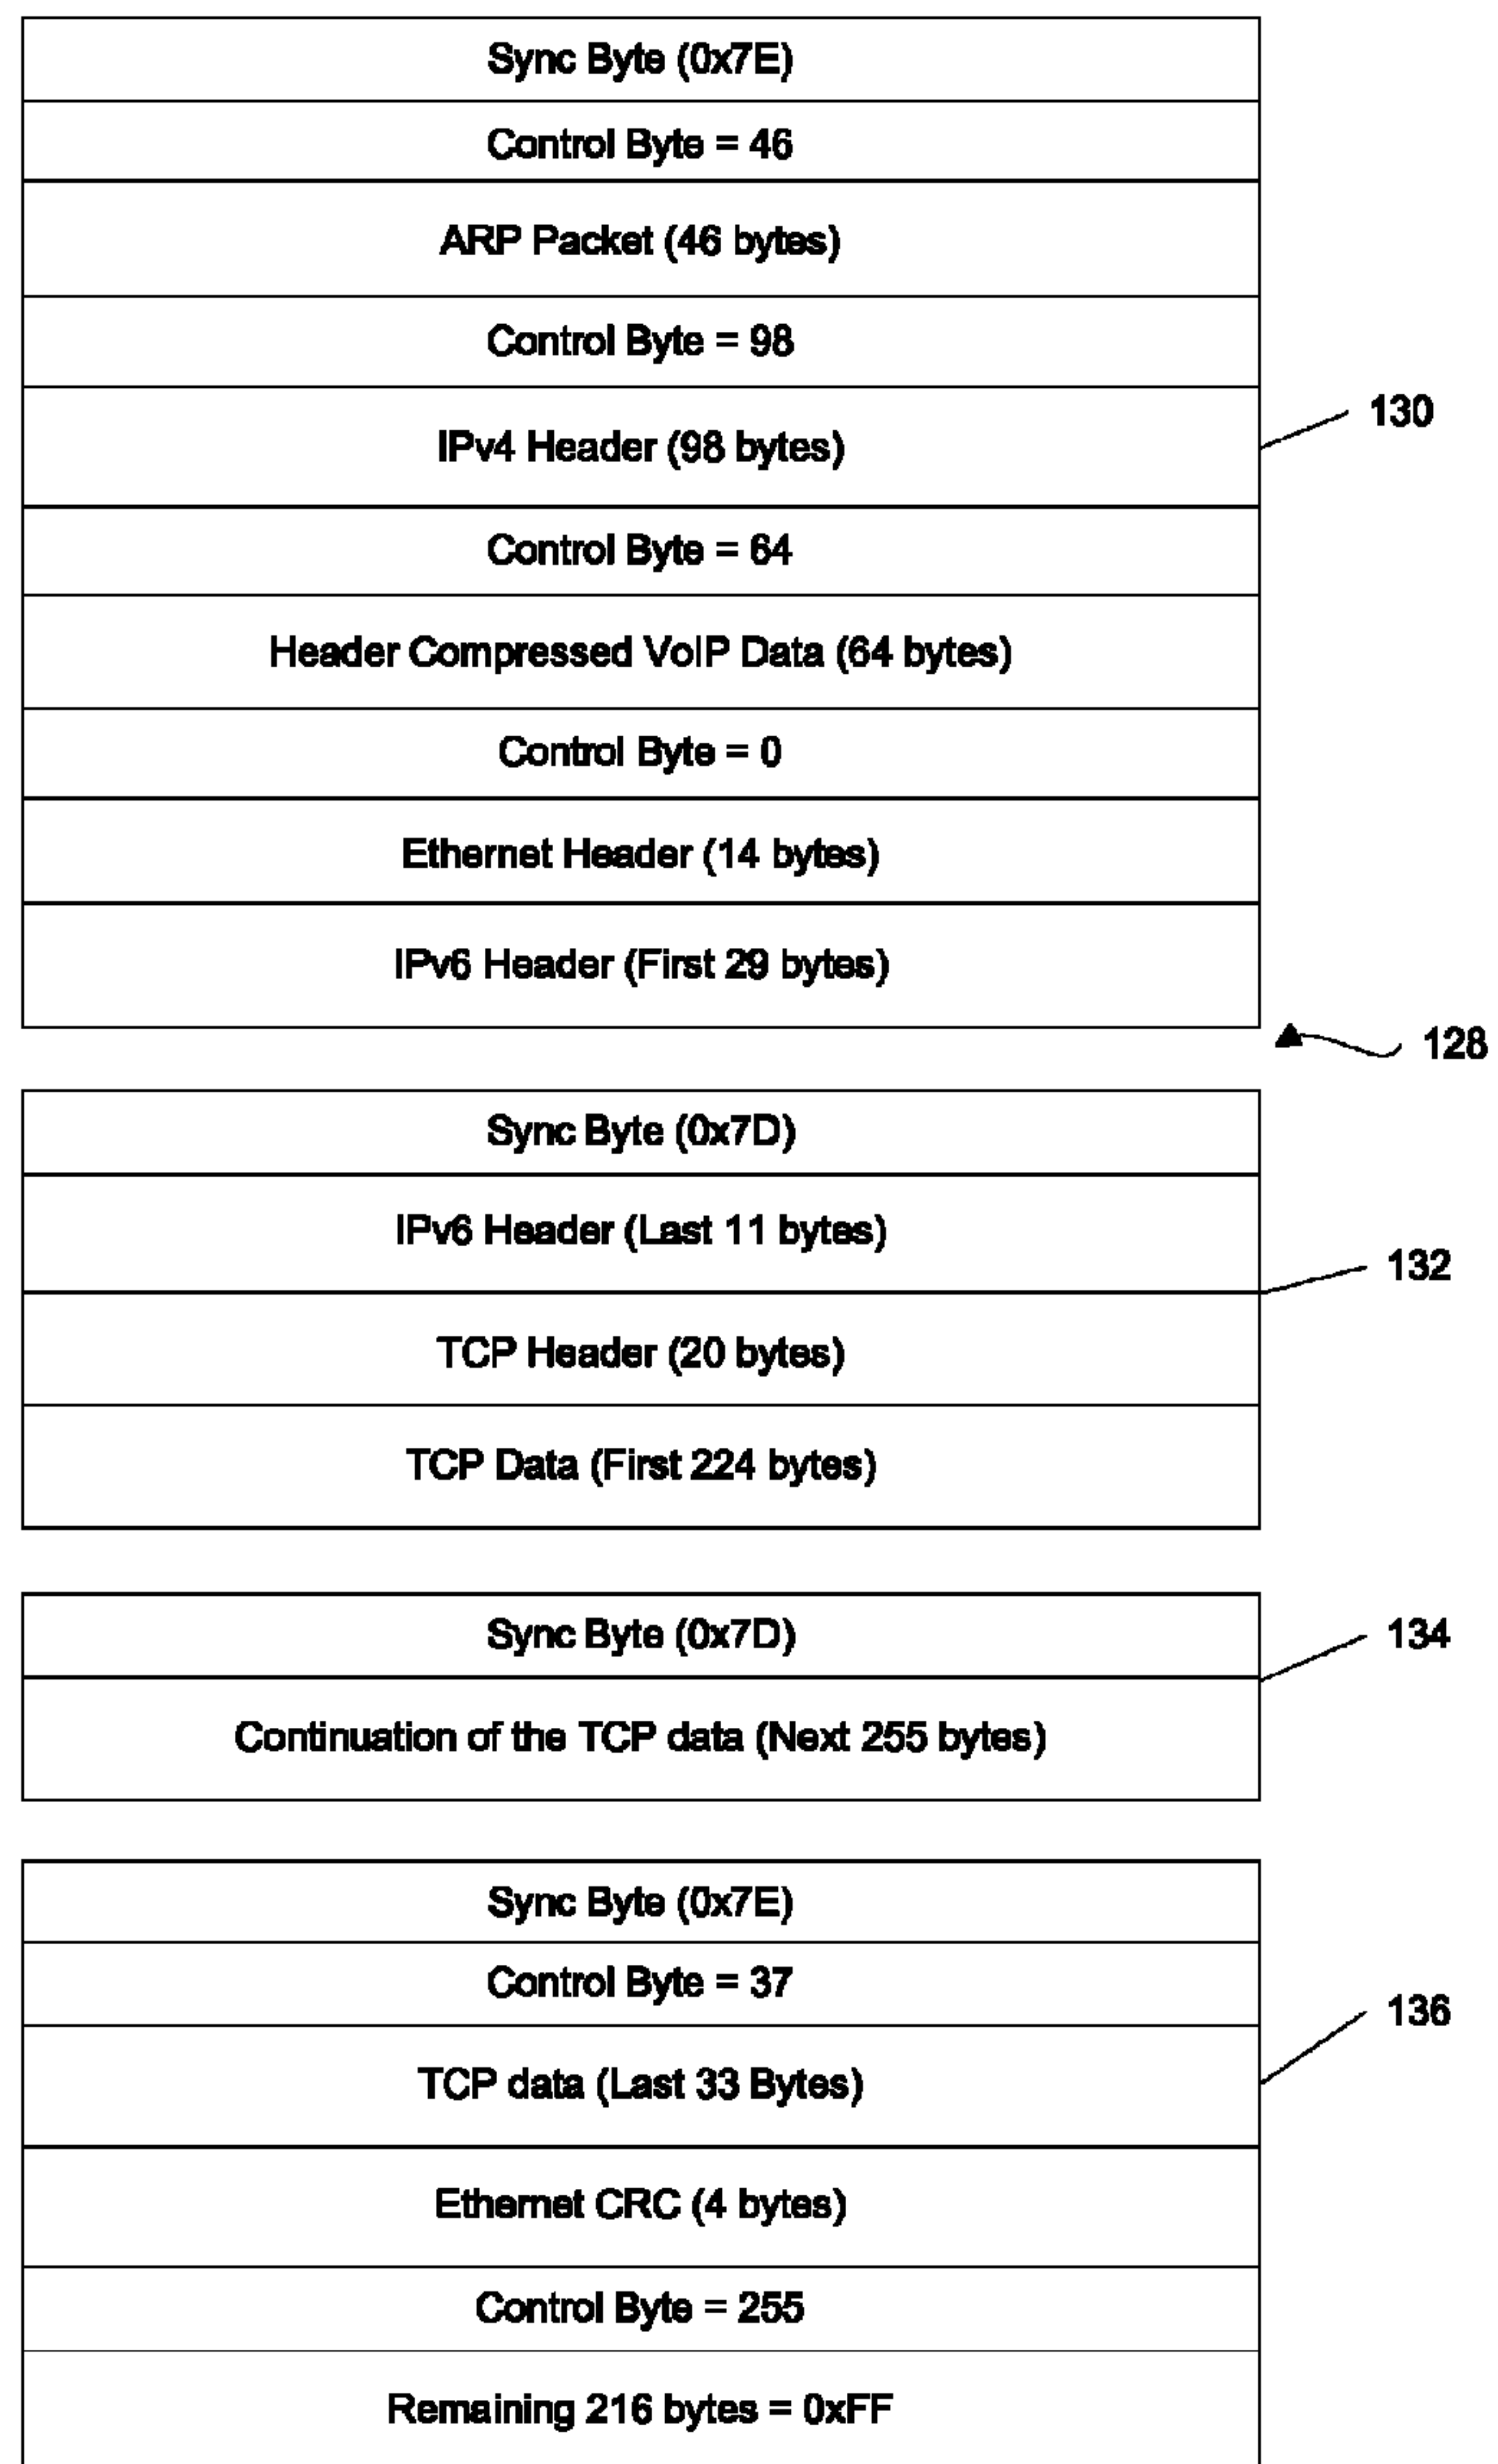 Sync Byte (0x7E)
Control Byte = 46
ARP Packet (46 bytes)
Control Byte = 98
130
IPv4 Header (98 bytes)
Control Byte = 64
Header Compressed VoIP Data (64 bytes)
Control Byte = 0
Ethernet Header (14 bytes)
IPv6 Header (First 29 bytes)
128
Sync Byte (0x7D)
IPv6 Header (Last 11 bytes)
132
TCP Header (20 bytes)
TCP Data (First 224 bytes)
Sync Byte (0x7D)
134
Continuation of the TCP data (Next 255 bytes)
Sync Byte (0x7E)
Control Byte = 37
136
TCP data (Last 33 Bytes)
Ethernet CRC (4 bytes)
Control Byte = 255
Remaining 216 bytes = 0xFF